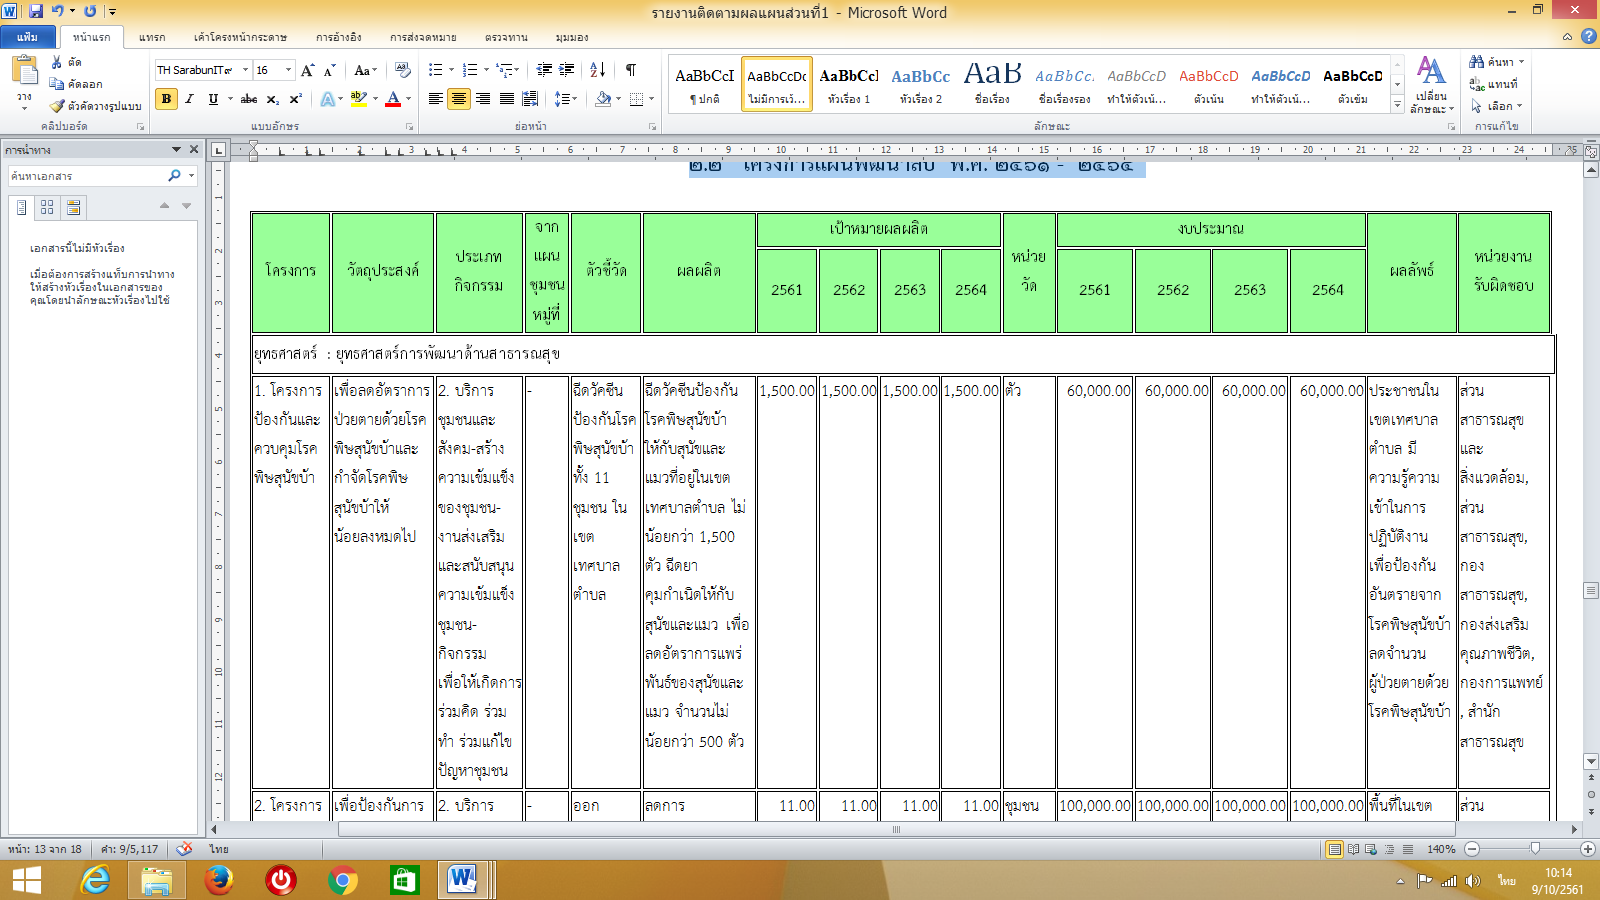 รายงานติดตามผลแผนส่วนที่1 - Microsoft Word
แฟ้ม หน้าแรก แทรก เค้าโครงหน้ากระดาษ การอ้างอิง การส่งจดหมาย ตรวจทาน มุมมอง
วาง
ตัด
คัดลอก
ตัวคัดวางรูปแบบ
คลิปบอร์ด
TH SarabunIT๙ 16
B I U abc x₂ x²
แบบอักษร
ย่อหน้า
AaBbCcI AaBbCcDc AaBbCcI AaBbCc AaB AaBbCc. AaBbCcD AaBbCcD AaBbCcD AaBbCcD
¶ ปกติ ไม่มีการเว้... หัวเรื่อง 1 หัวเรื่อง 2 ชื่อเรื่อง ชื่อเรื่องรอง ทำให้ตัวเน้... ตัวเน้น ทำให้ตัวเน้... ตัวเข้ม
ลักษณะ
เปลี่ยน
ลักษณะ
ค้นหา
แทนที่
เลือก
การแก้ไข
การนำทาง
ค้นหาเอกสาร
เอกสารนี้ไม่มีหัวเรื่อง
เมื่อต้องการสร้างแท็บการนำทาง
ให้สร้างหัวเรื่องในเอกสารของ
คุณโดยนำลักษณะหัวเรื่องไปใช้
๒.๒ โครงการแผนพัฒนาสี่ปี พ.ศ. ๒๕๖๑ - ๒๕๖๔
โครงการ
วัตถุประสงค์
ประเภท
กิจกรรม
จาก
แผน
ชุมชน
หมู่ที่
ตัวชี้วัด
ผลผลิต
เป้าหมายผลผลิต
2561 2562 2563 2564
หน่วย
วัด
งบประมาณ
2561 2562 2563 2564
ผลลัพธ์
หน่วยงาน
รับผิดชอบ
ยุทธศาสตร์ : ยุทธศาสตร์การพัฒนาด้านสาธารณสุข
1. โครงการ
ป้องกันและ
ควบคุมโรค
พิษสุนัขบ้า
เพื่อลดอัตราการ
ป่วยตายด้วยโรค
พิษสุนัขบ้าและ
กำจัดโรคพิษ
สุนัขบ้าให้
น้อยลงหมดไป
2. บริการ
ชุมชนและ
สังคม-สร้าง
ความเข้มแข็ง
ของชุมชน-
งานส่งเสริม
และสนับสนุน
ความเข้มแข็ง
ชุมชน-
กิจกรรม
เพื่อให้เกิดการ
ร่วมคิด ร่วม
ทำ ร่วมแก้ไข
ปัญหาชุมชน
-
ฉีดวัคซีน
ป้องกันโรค
พิษสุนัขบ้า
ทั้ง 11
ชุมชน ใน
เขต
เทศบาล
ตำบล
ฉีดวัคซีนป้องกัน
โรคพิษสุนัขบ้า
ให้กับสุนัขและ
แมวที่อยู่ในเขต
เทศบาลตำบล ไม่
น้อยกว่า 1,500
ตัว ฉีดยา
คุมกำเนิดให้กับ
สุนัขและแมว เพื่อ
ลดอัตราการแพร่
พันธ์ของสุนัขและ
แมว จำนวนไม่
น้อยกว่า 500 ตัว
1,500.00 1,500.00 1,500.00 1,500.00
ตัว
60,000.00 60,000.00 60,000.00 60,000.00
ประชาชนใน
เขตเทศบาล
ตำบล มี
ความรู้ความ
เข้าในการ
ปฏิบัติงาน
เพื่อป้องกัน
อันตรายจาก
โรคพิษสุนัขบ้า
ลดจำนวน
ผู้ป่วยตายด้วย
โรคพิษสุนัขบ้า
ส่วน
สาธารณสุข
และ
สิ่งแวดล้อม,
ส่วน
สาธารณสุข,
กอง
สาธารณสุข,
กองส่งเสริม
คุณภาพชีวิต,
กองการแพทย์
, สำนัก
สาธารณสุข
2. โครงการ เพื่อป้องกันการ 2. บริการ - ออก ลดการ 11.00 11.00 11.00 11.00 ชุมชน 100,000.00 100,000.00 100,000.00 100,000.00 พื้นที่ในเขต ส่วน
หน้า: 13 จาก 18 คำ: 9/5,117 ไทย 140%
ไทย 10:14
9/10/2561